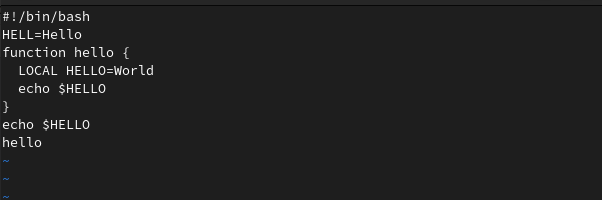 #!/bin/bash
HELL=Hello
function hello {
  LOCAL HELLO=World
  echo $HELLO
}
echo $HELLO
hello
~
~
~